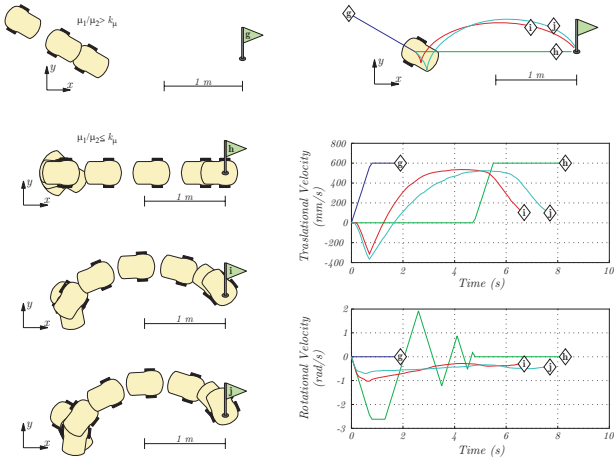 μ₁/μ₂> kμ
g
y
x
1 m
g
i
j
h
y
x
1 m
μ₁/μ₂≤ kμ
h
y
x
1 m
i
y
x
1 m
j
y
x
1 m
Traslational Velocity
(mm/s)
800
600
400
200
0
-200
-400
0
2
4
6
8
10
Time (s)
g
h
i
j
Rotational Velocity
(rad/s)
2
1
0
-1
-2
-3
0
2
4
6
8
10
Time (s)
g
h
i
j